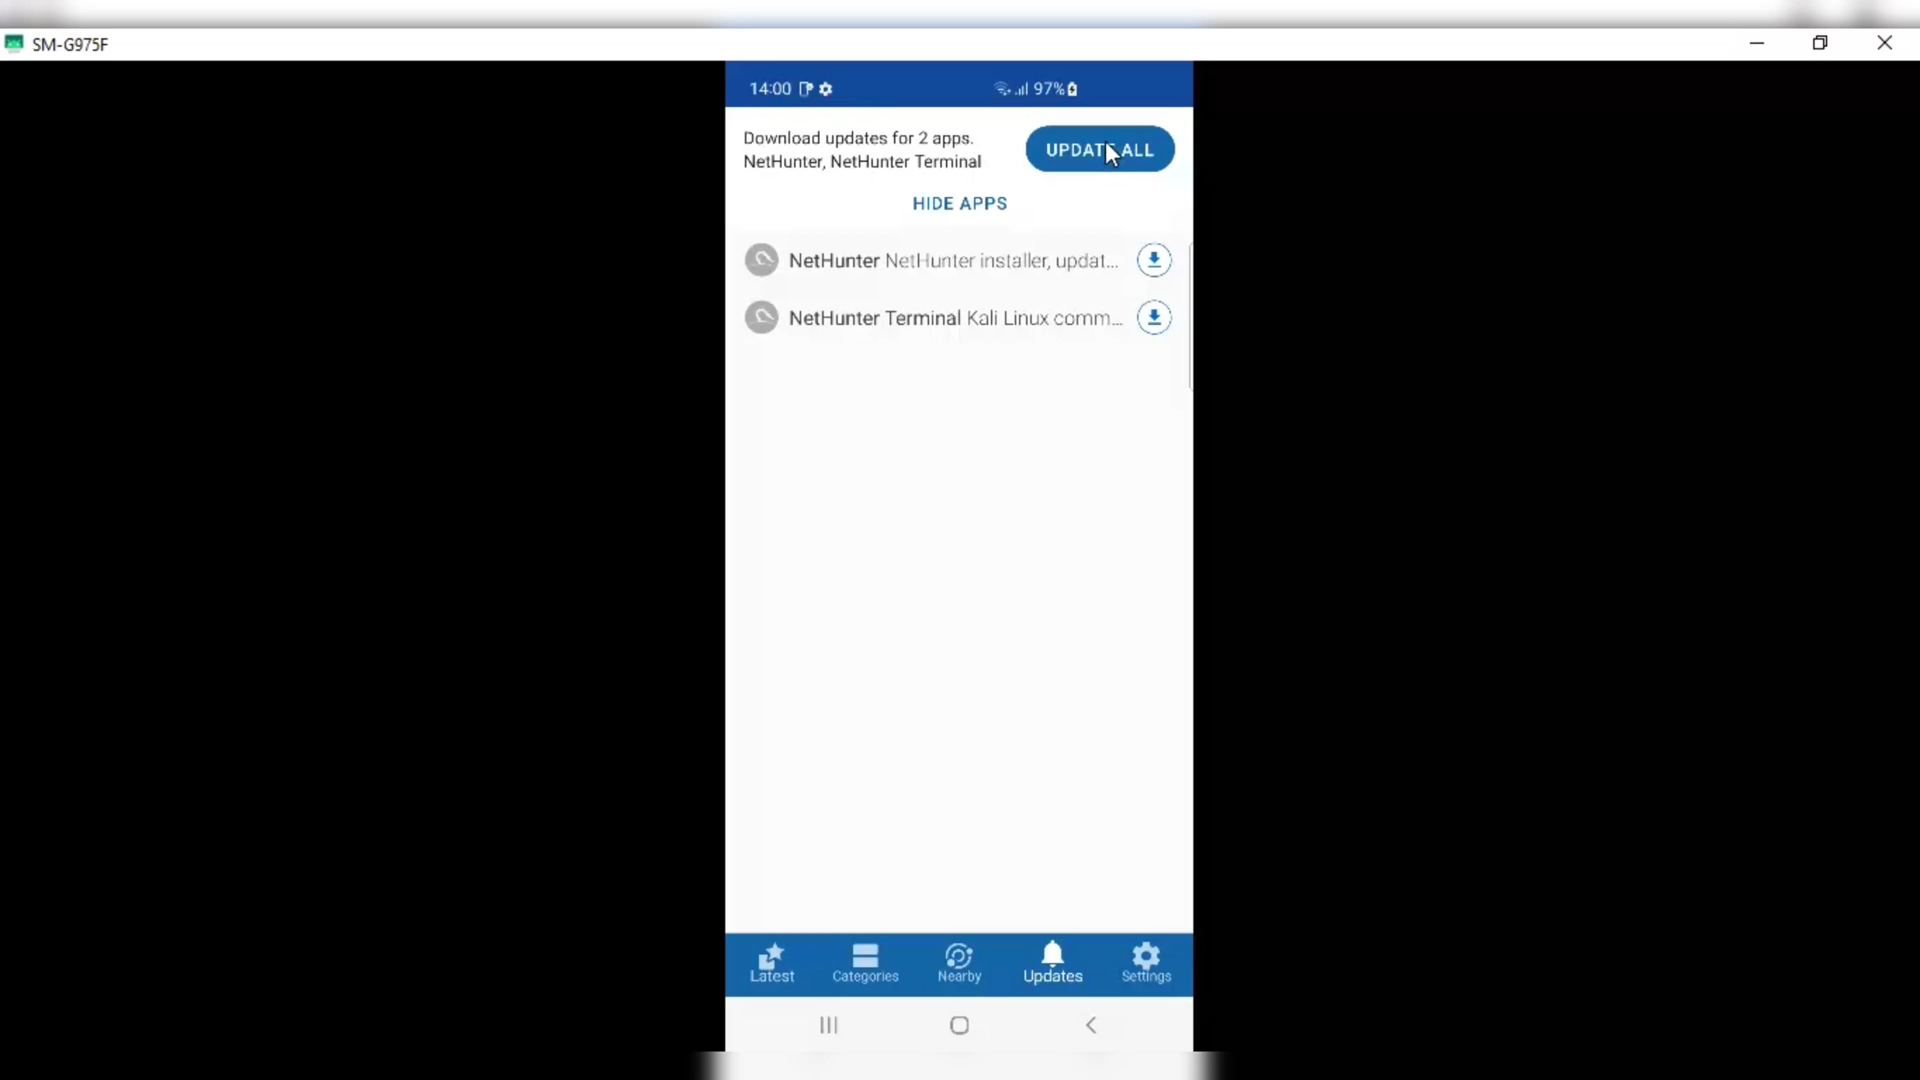 SM-G975F
14:00 97%
Download updates for 2 apps.
NetHunter, NetHunter Terminal
UPDATE ALL
HIDE APPS
NetHunter NetHunter installer, updat...
NetHunter Terminal Kali Linux comm...
Latest Categories Nearby Updates Settings